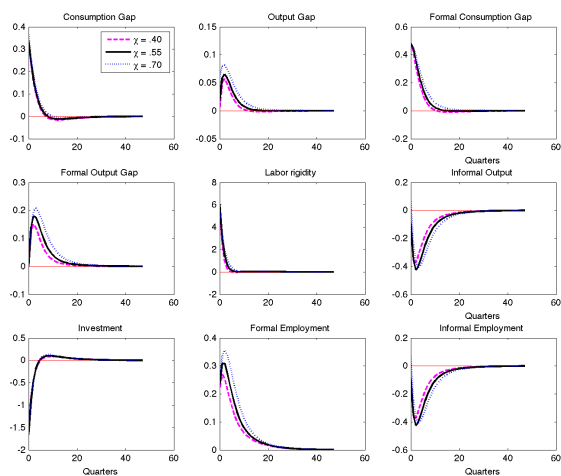 Consumption Gap
0.4
0.3
0.2
0.1
0
-0.1
0 20 40 60
χ = .40
χ = .55
χ = .70
Output Gap
0.15
0.1
0.05
0
-0.05
0 20 40 60
Formal Consumption Gap
0.6
0.4
0.2
0
-0.2
0 20 40 60
Quarters
Formal Output Gap
0.3
0.2
0.1
0
-0.1
0 20 40 60
Labor rigidity
8
6
4
2
0
-2
0 20 40 60
Informal Output
0.2
0
-0.2
-0.4
-0.6
0 20 40 60
Quarters
Investment
0.5
0
-0.5
-1
-1.5
-2
0 20 40 60
Quarters
Formal Employment
0.4
0.3
0.2
0.1
0
0 20 40 60
Informal Employment
0.2
0
-0.2
-0.4
-0.6
0 20 40 60
Quarters